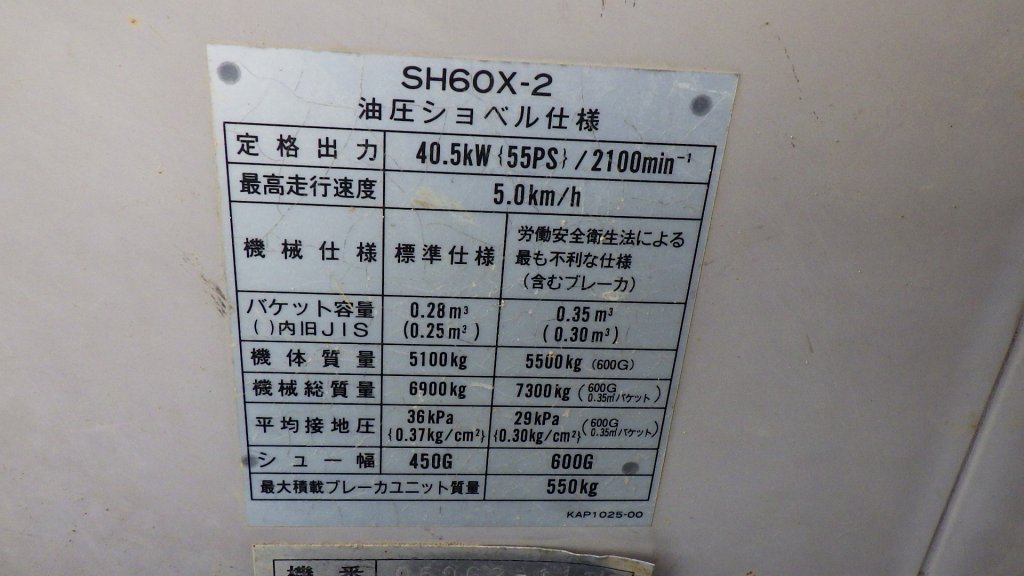 SH60X-2
油圧ショベル仕様
定格出力 40.5kW {55PS} / 2100min⁻¹
最高走行速度 5.0km/h
機械仕様 標準仕様 労働安全衛生法による
最も不利な仕様
(含むブレーカ)
バケット容量 0.28m³ 0.35m³
( )内旧JIS (0.25m³) (0.30m³)
機体質量 5100kg 5500kg (600G)
機械総質量 6900kg 7300kg (600G 0.35㎥バケット)
平均接地圧 36kPa 29kPa (600G 0.35㎥バケット)
{0.37kg/cm²} {0.30kg/cm²}
シュー幅 450G 600G
最大積載ブレーカユニット質量 550kg
KAP1025-00
機番